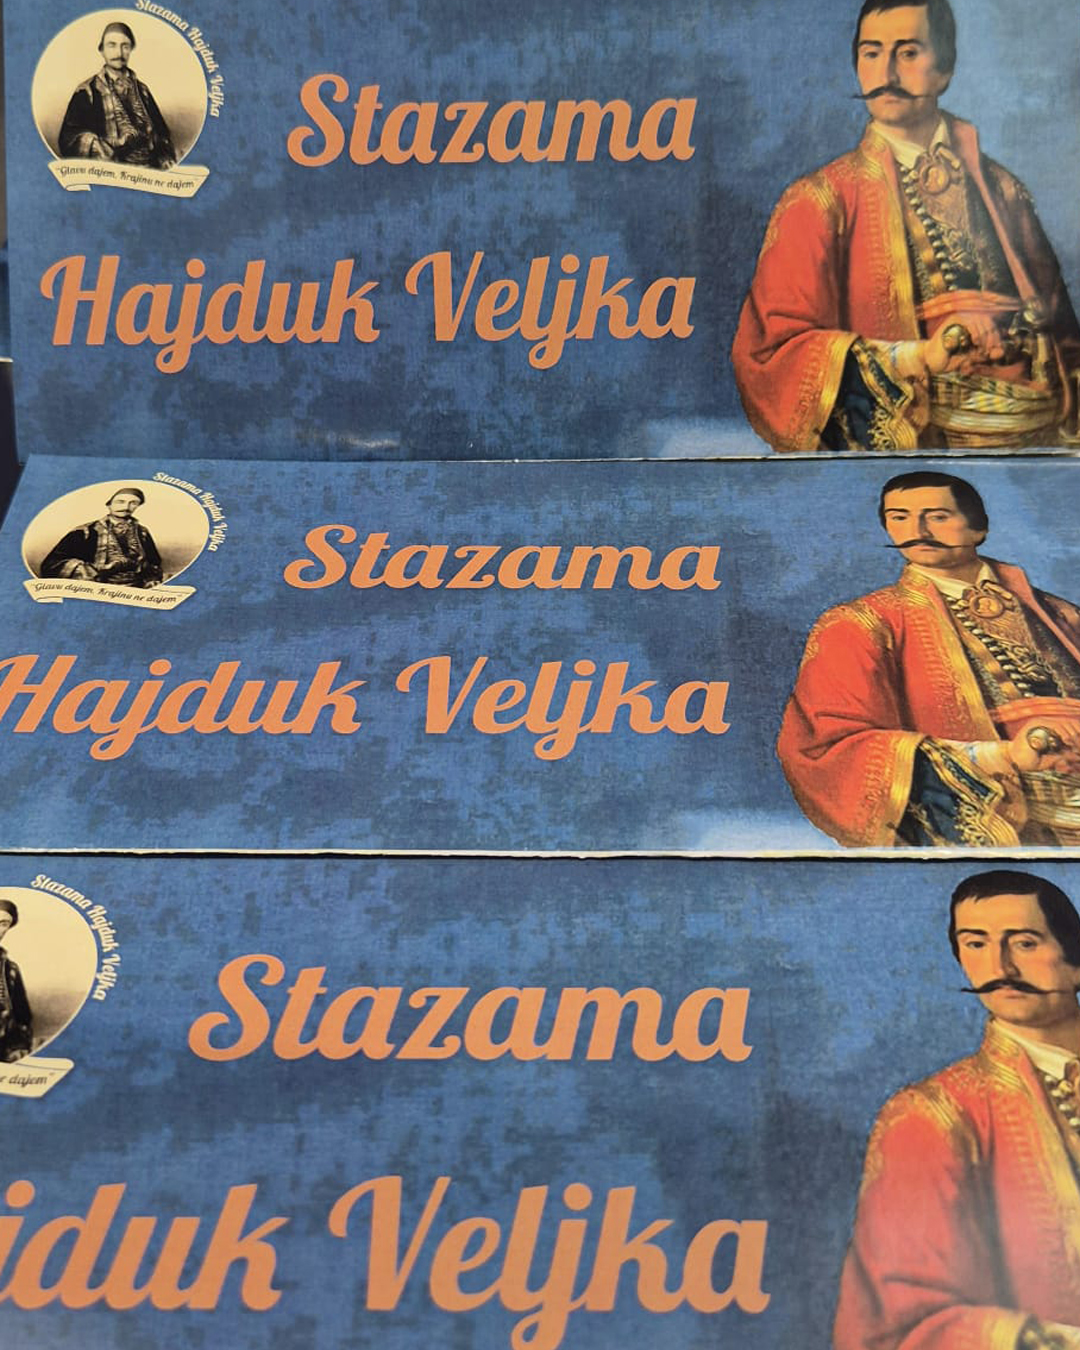 Stazama Hajduk Veljka
"Glavu dajem, Krajinu ne dajem"
Stazama
Hajduk Veljka
Stazama Hajduk Veljka
"Glavu dajem, Krajinu ne dajem"
Stazama
Hajduk Veljka
Stazama Hajduk Veljka
dajem"
Stazama
jduk Veljka